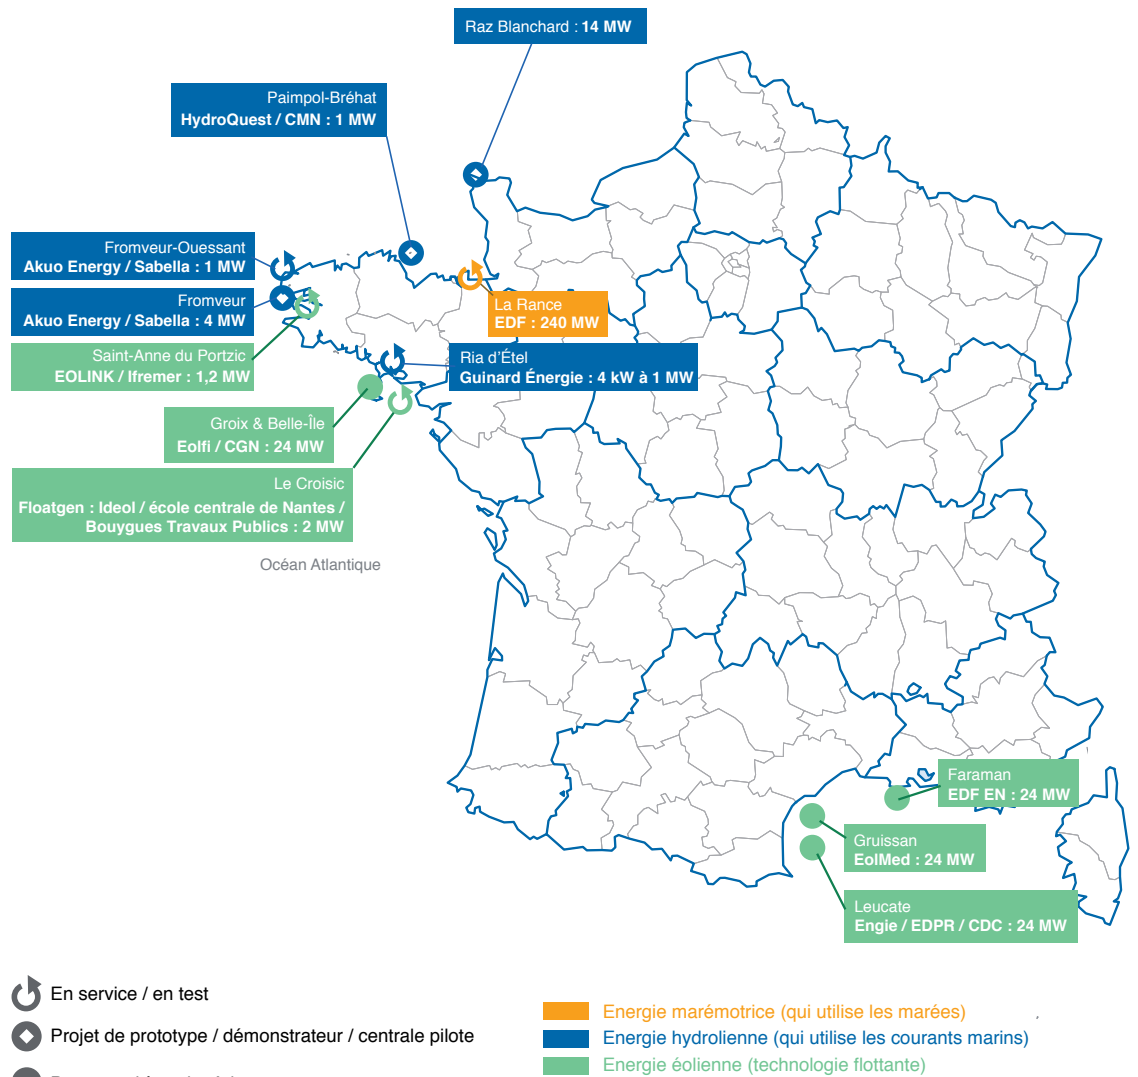 Raz Blanchard : 14 MW
Paimpol-Bréhat
HydroQuest / CMN : 1 MW
Fromveur-Ouessant
Akuo Energy / Sabella : 1 MW
Fromveur
Akuo Energy / Sabella : 4 MW
La Rance
EDF : 240 MW
Saint-Anne du Portzic
EOLINK / Ifremer : 1,2 MW
Ria d'Étel
Guinard Énergie : 4 kW à 1 MW
Groix & Belle-Île
Eolfi / CGN : 24 MW
Le Croisic
Floatgen : Ideol / école centrale de Nantes /
Bouygues Travaux Publics : 2 MW
Océan Atlantique
Faraman
EDF EN : 24 MW
Gruissan
EolMed : 24 MW
Leucate
Engie / EDPR / CDC : 24 MW
En service / en test
Projet de prototype / démonstrateur / centrale pilote
Energie marémotrice (qui utilise les marées)
Energie hydrolienne (qui utilise les courants marins)
Energie éolienne (technologie flottante)